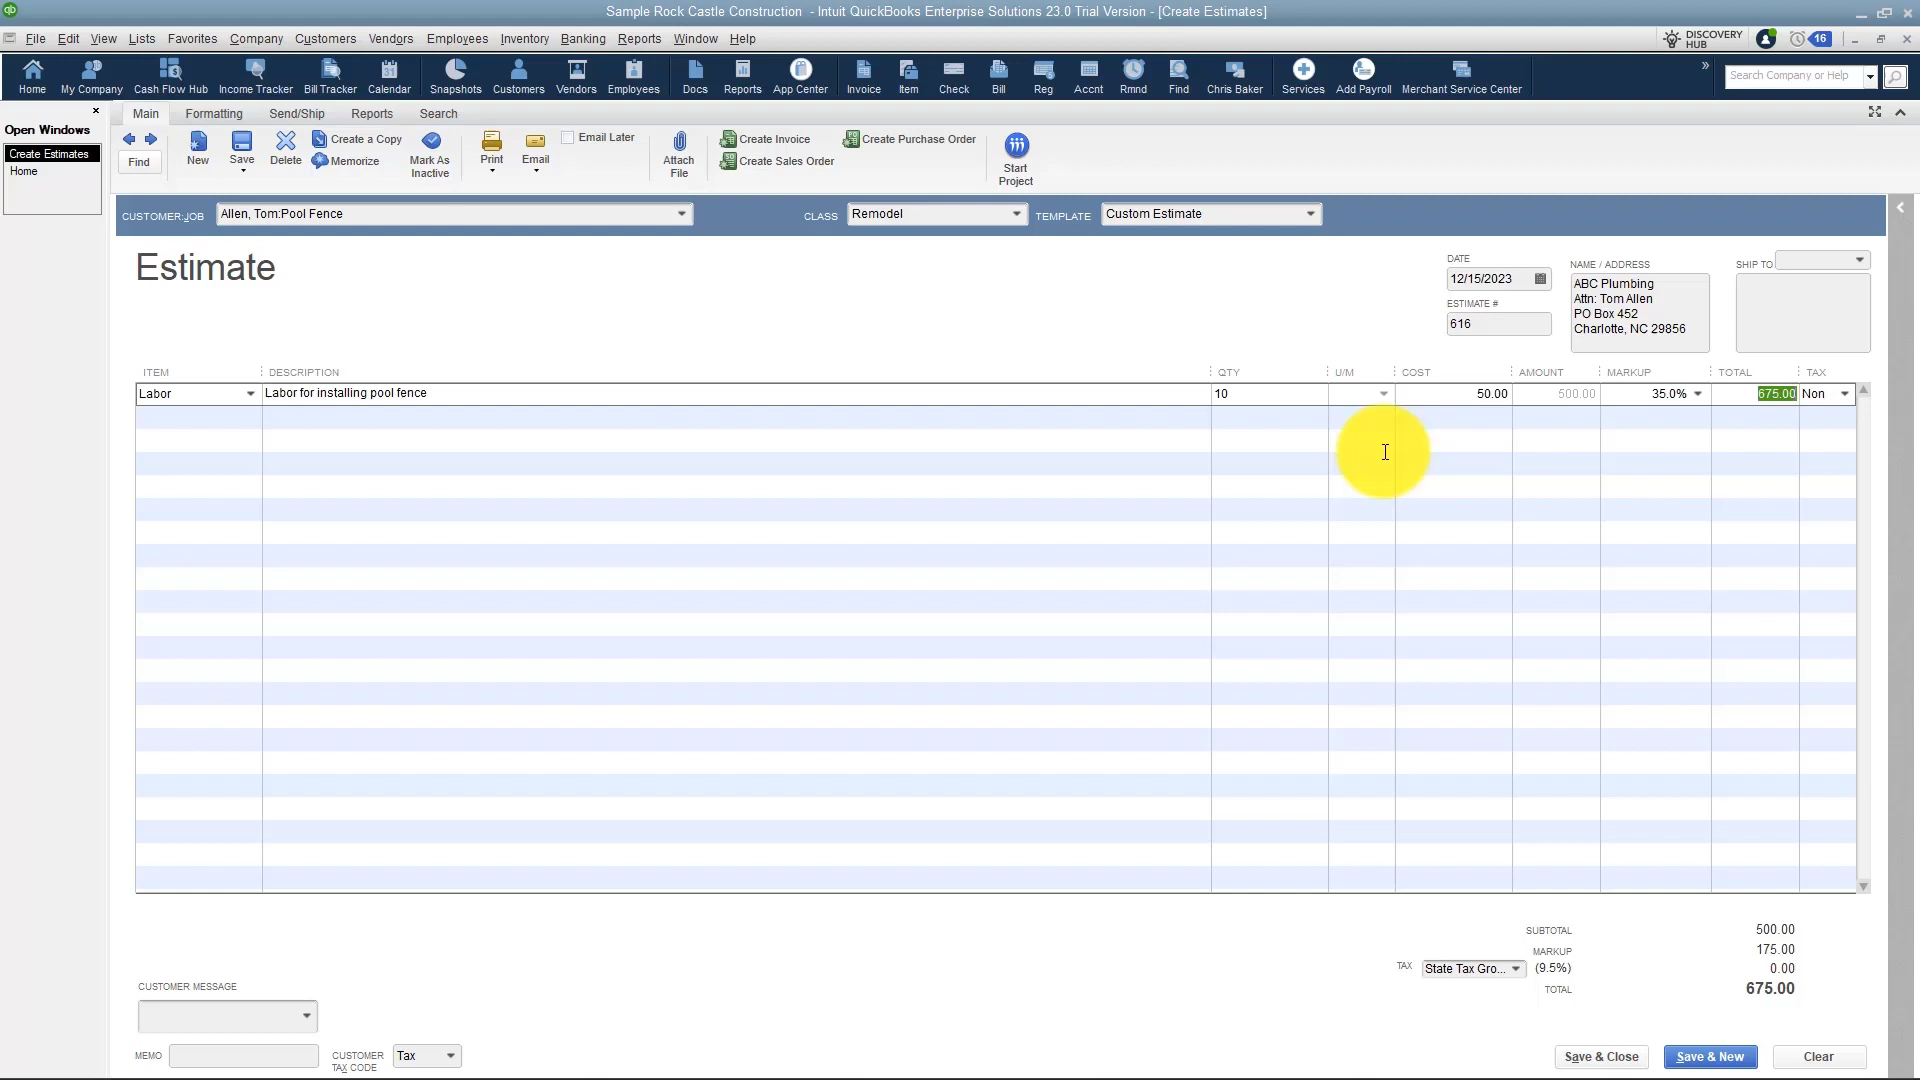 Sample Rock Castle Construction  - Intuit QuickBooks Enterprise Solutions 23.0 Trial Version - [Create Estimates]
File Edit View Lists Favorites Company Customers Vendors Employees Inventory Banking Reports Window Help
DISCOVERY HUB 16
Home My Company Cash Flow Hub Income Tracker Bill Tracker Calendar Snapshots Customers Vendors Employees Docs Reports App Center Invoice Item Check Bill Reg Accnt Rmnd Find Chris Baker Services Add Payroll Merchant Service Center » Search Company or Help
Open Windows
Create Estimates
Home
Main Formatting Send/Ship Reports Search
Find
New
Save
Delete
Create a Copy
Memorize
Mark As
Inactive
Print
Email
Email Later
Attach
File
Create Invoice
Create Sales Order
Create Purchase Order
Start
Project
CUSTOMER:JOB Allen, Tom:Pool Fence CLASS Remodel TEMPLATE Custom Estimate
Estimate
DATE
12/15/2023
ESTIMATE #
616
NAME / ADDRESS
ABC Plumbing
Attn: Tom Allen
PO Box 452
Charlotte, NC 29856
SHIP TO
ITEM DESCRIPTION QTY U/M COST AMOUNT MARKUP TOTAL TAX
Labor Labor for installing pool fence 10 50.00 500.00 35.0% 675.00 Non
SUBTOTAL 500.00
MARKUP 175.00
TAX State Tax Gro... (9.5%) 0.00
TOTAL 675.00
CUSTOMER MESSAGE
MEMO
CUSTOMER
TAX CODE
Tax
Save & Close Save & New Clear